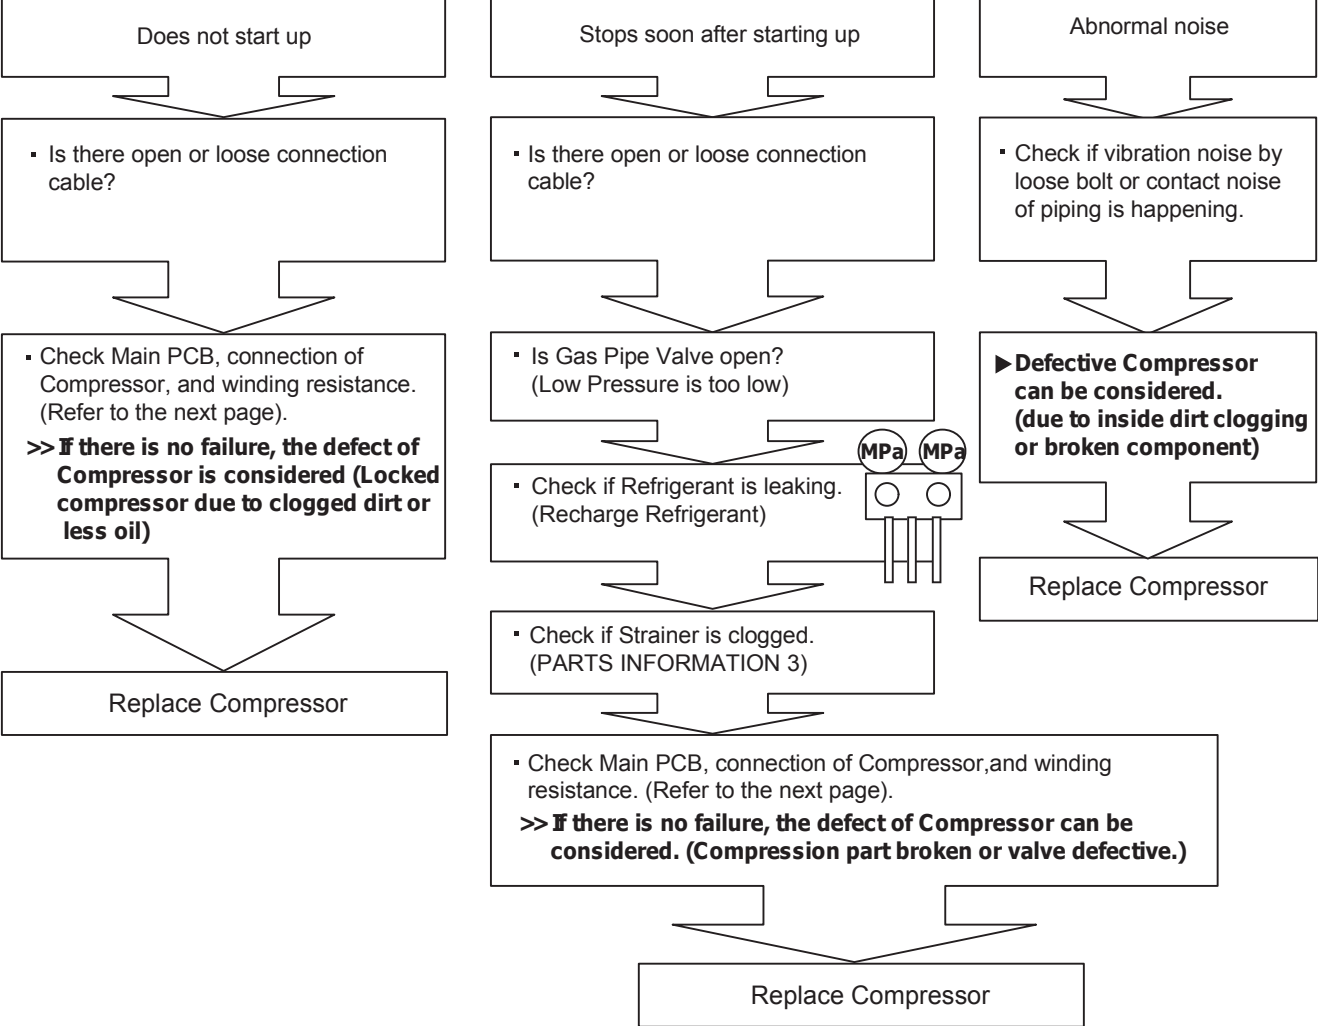 Does not start up
▪ Is there open or loose connection
cable?
▪ Check Main PCB, connection of
Compressor, and winding resistance.
(Refer to the next page).
>> If there is no failure, the defect of
Compressor is considered (Locked
compressor due to clogged dirt or
less oil)
Replace Compressor
Stops soon after starting up
▪ Is there open or loose connection
cable?
▪ Is Gas Pipe Valve open?
(Low Pressure is too low)
▪ Check if Refrigerant is leaking.
(Recharge Refrigerant)
MPa MPa
▪ Check if Strainer is clogged.
(PARTS INFORMATION 3)
▪ Check Main PCB, connection of Compressor,and winding
resistance. (Refer to the next page).
>> If there is no failure, the defect of Compressor can be
considered. (Compression part broken or valve defective.)
Replace Compressor
Abnormal noise
▪ Check if vibration noise by
loose bolt or contact noise
of piping is happening.
▶ Defective Compressor
can be considered.
(due to inside dirt clogging
or broken component)
Replace Compressor